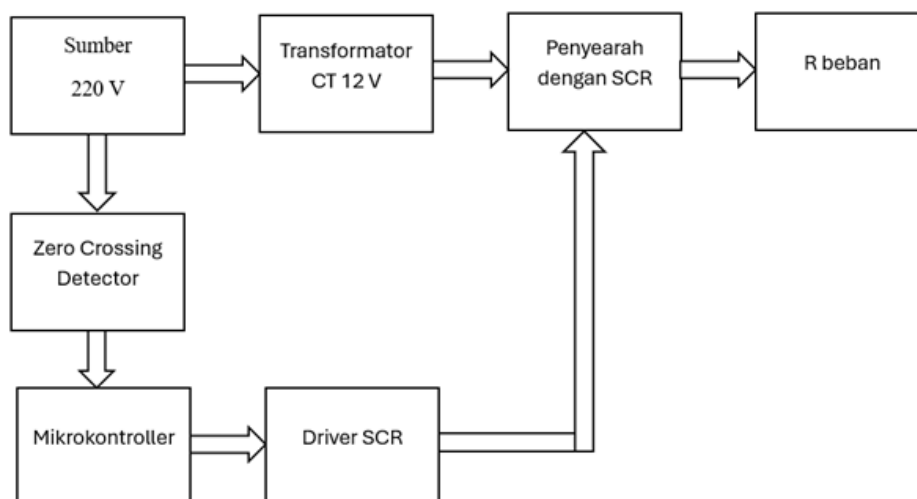 Sumber
220 V
Transformator
CT 12 V
Penyearah
dengan SCR
R beban
Zero Crossing
Detector
Mikrokontroller
Driver SCR